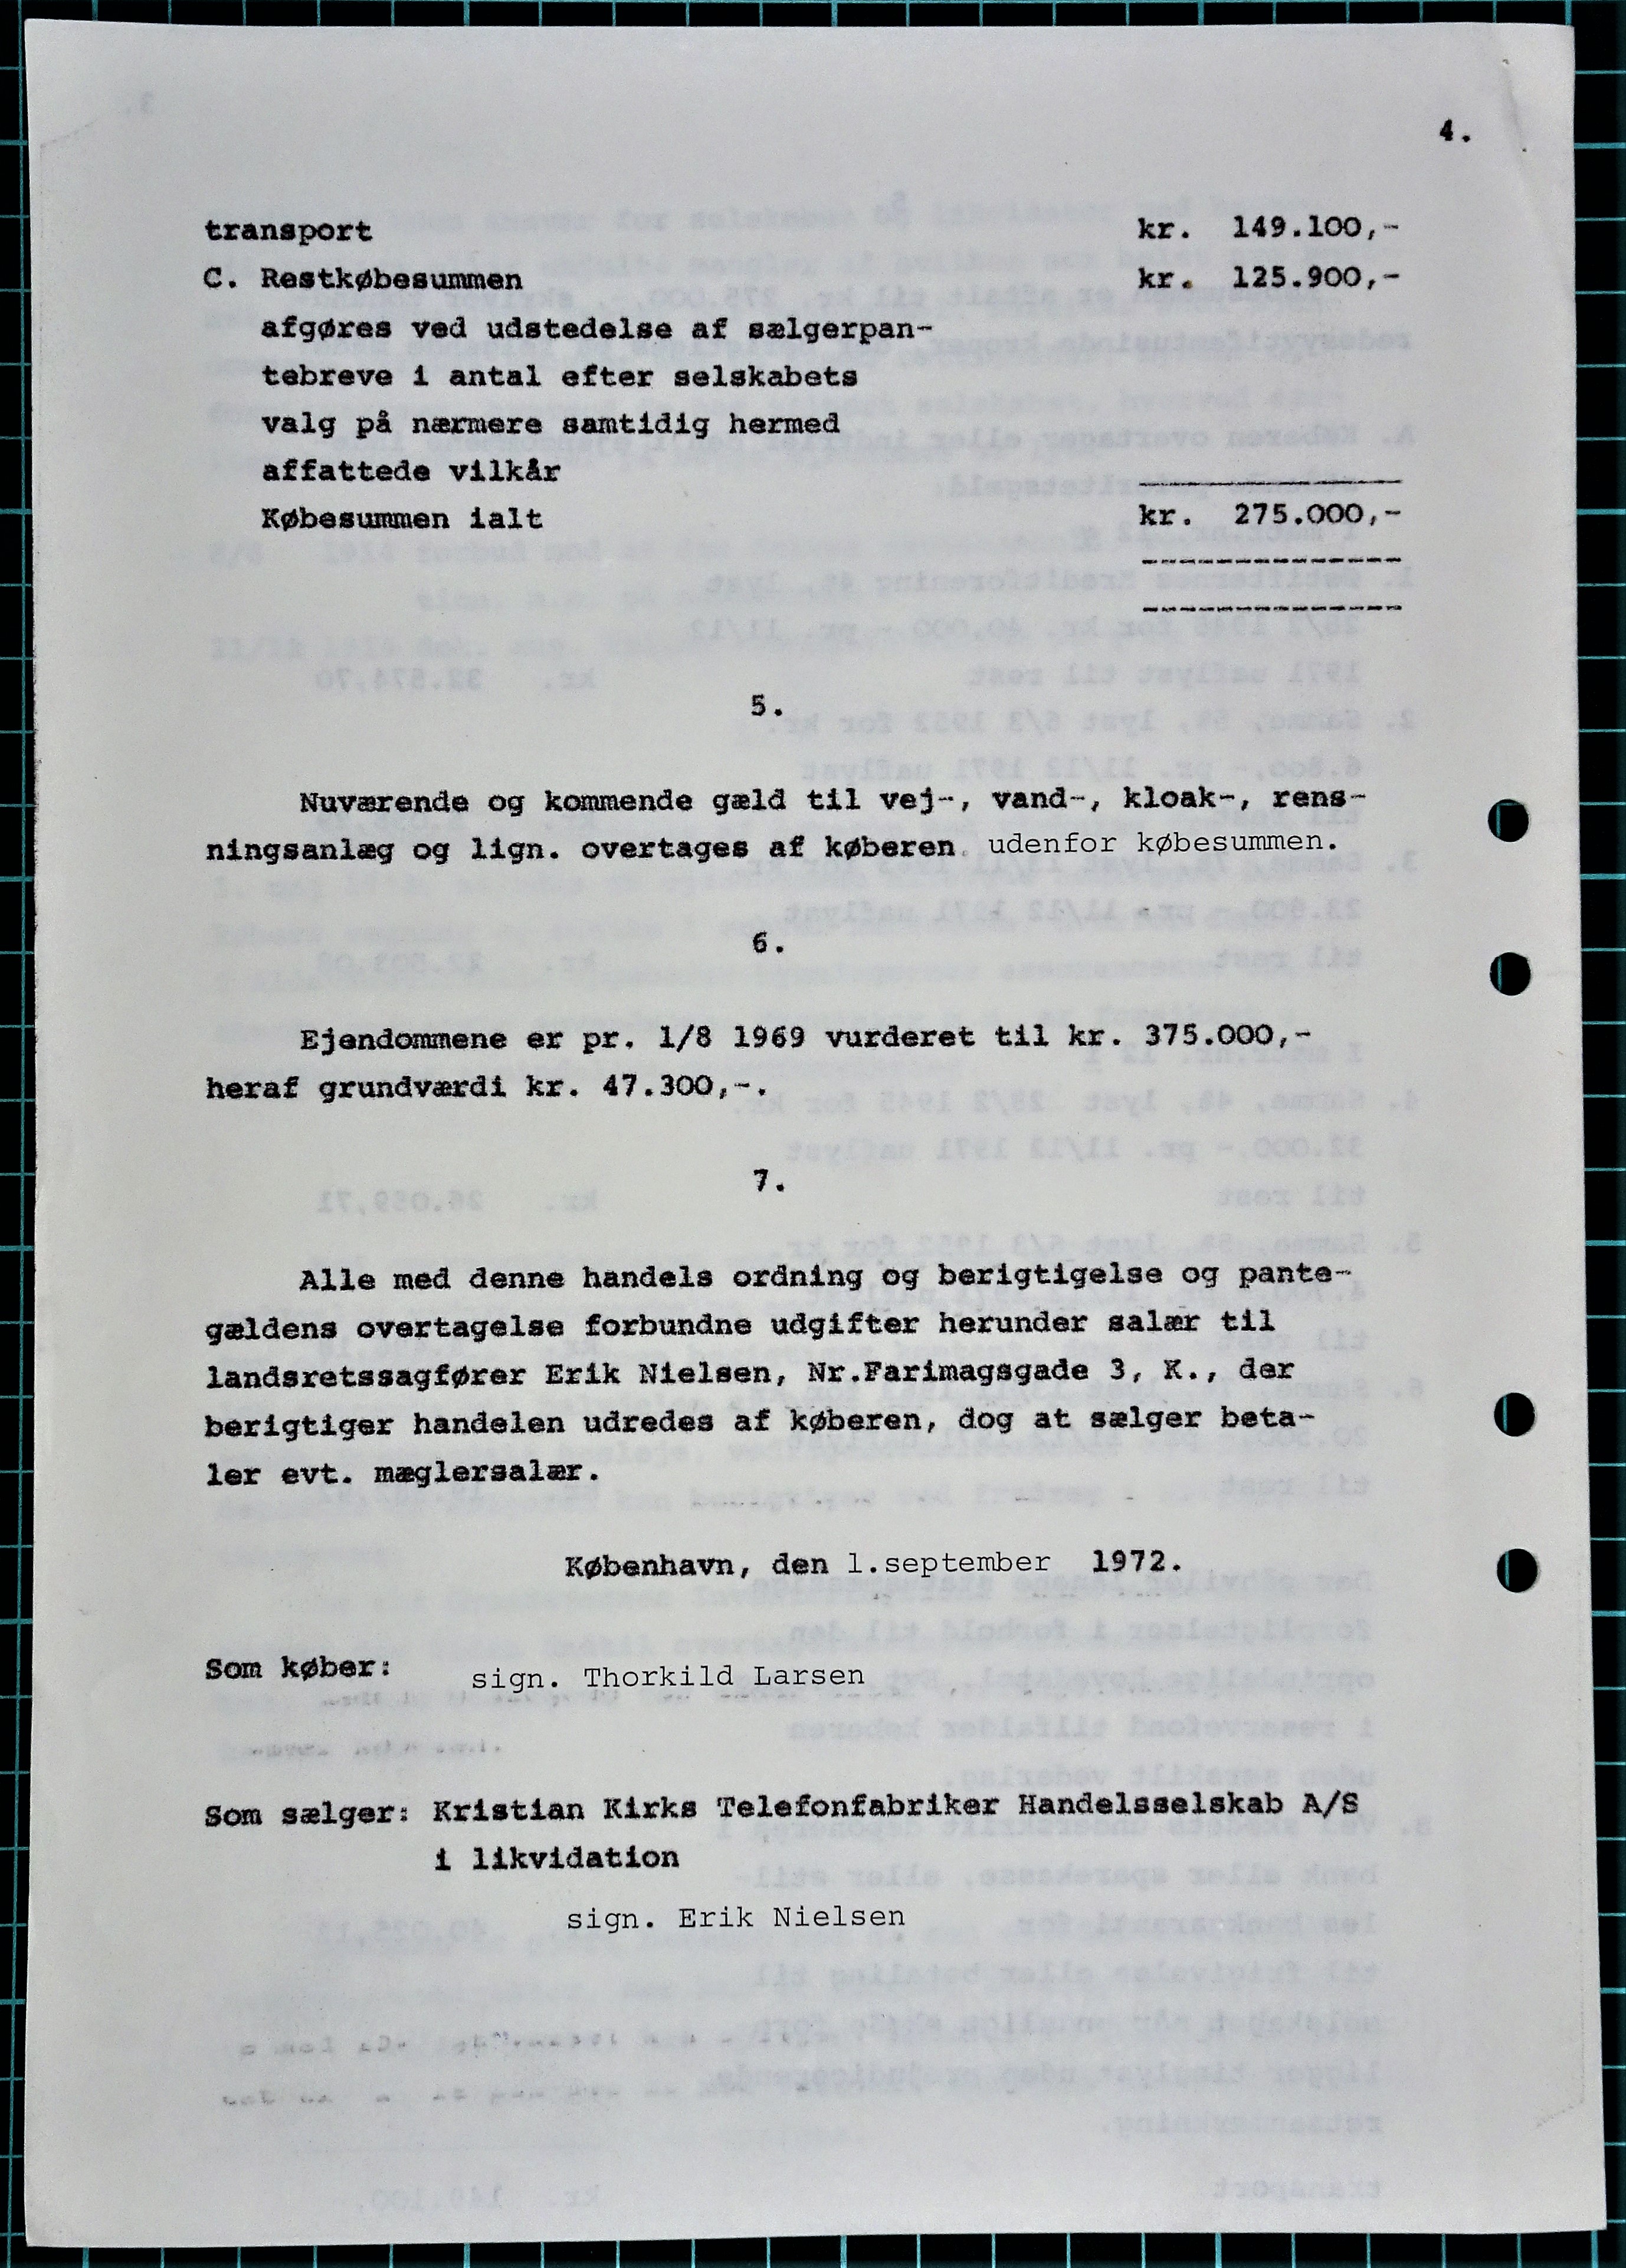 4.
transport kr. 149.100,-
C. Restkøbesummen kr. 125.900,-
afgøres ved udstedelse af sælgerpan-
tebreve i antal efter selskabets
valg på nærmere samtidig hermed
affattede vilkår
Købesummen ialt kr. 275.000,-
5.
Nuværende og kommende gæld til vej-, vand-, kloak-, rens-
ningsanlæg og lign. overtages af køberen udenfor købesummen.
6.
Ejendommene er pr. 1/8 1969 vurderet til kr. 375.000,-
heraf grundværdi kr. 47.300,-.
7.
Alle med denne handels ordning og berigtigelse og pante-
gældens overtagelse forbundne udgifter herunder salær til
landsretssagfører Erik Nielsen, Nr.Farimagsgade 3, K., der
berigtiger handelen udredes af køberen, dog at sælger beta-
ler evt. mæglersalær.
København, den 1.september 1972.
Som køber: sign. Thorkild Larsen
Som sælger: Kristian Kirks Telefonfabriker Handelsselskab A/S
i likvidation
sign. Erik Nielsen